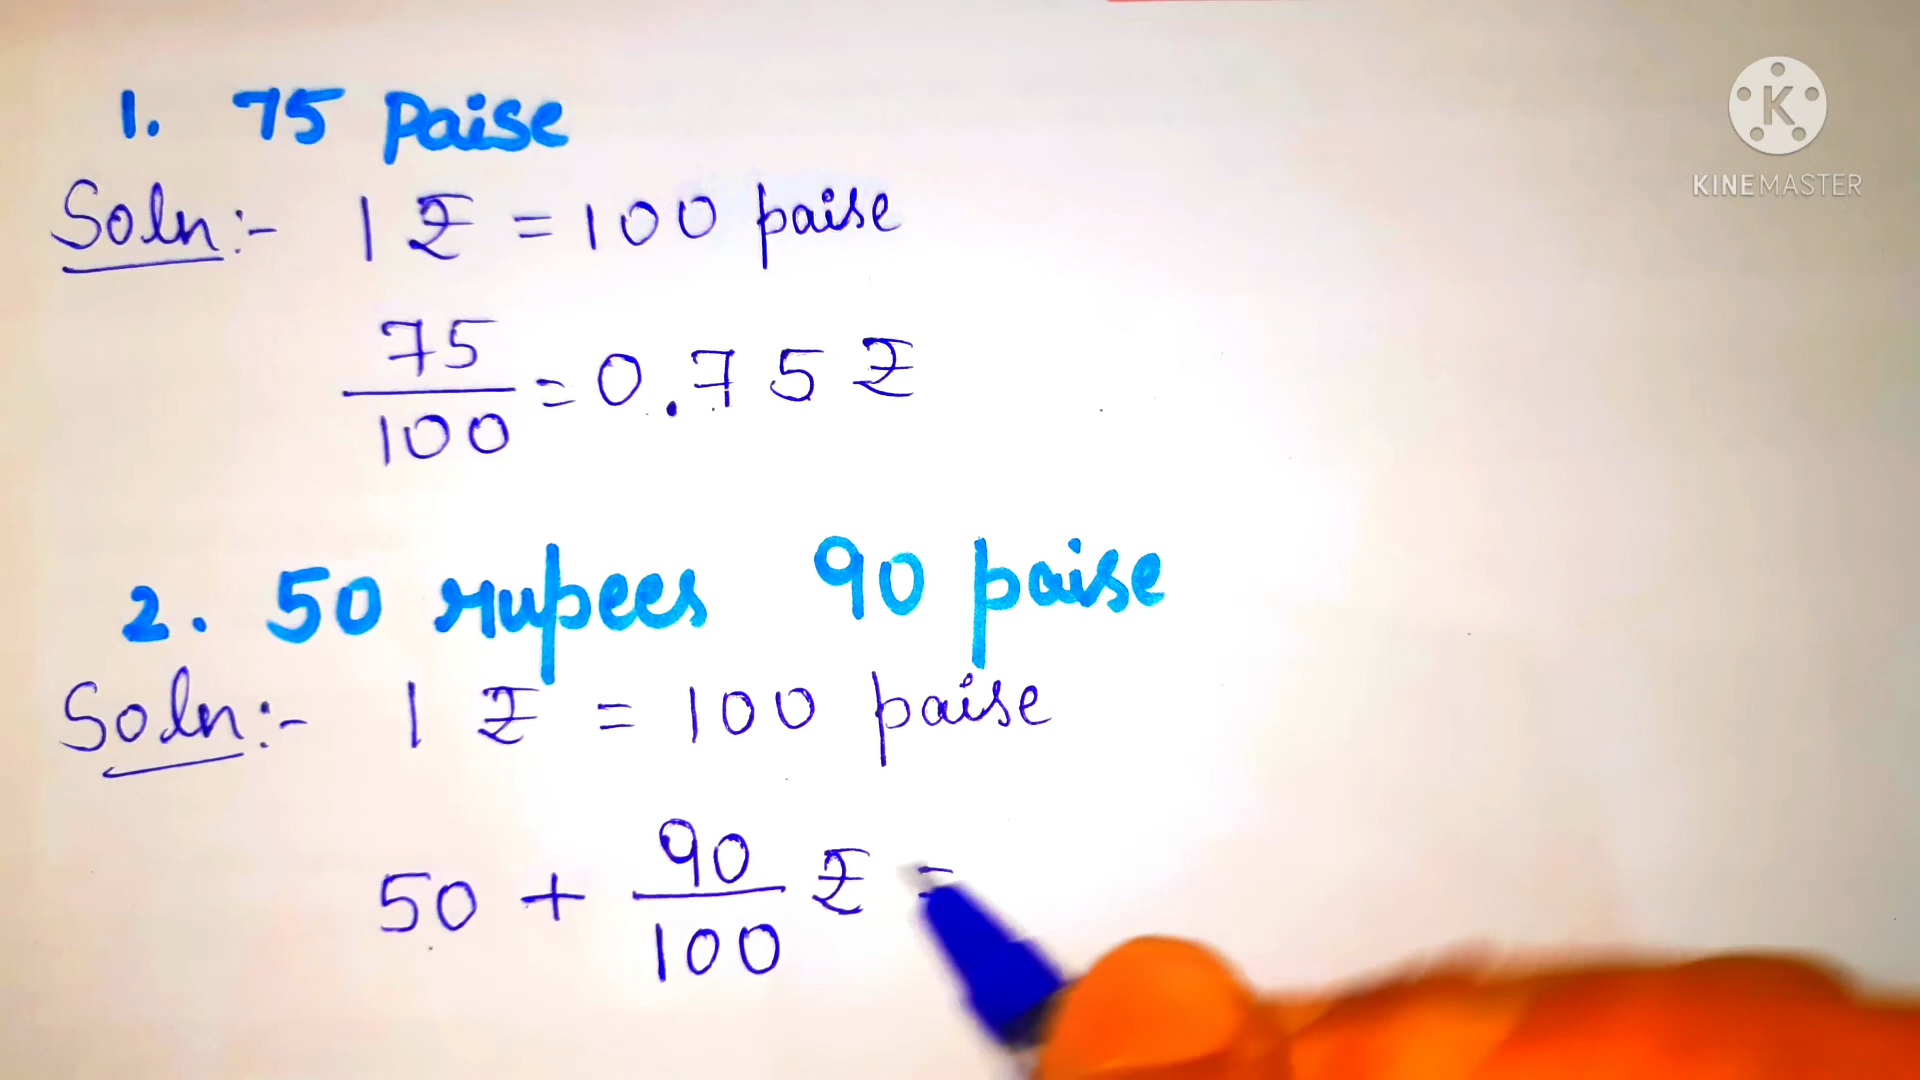 1. 75 Paise
Soln:- 1 ₹ = 100 paise
75
100
= 0.75 ₹
2. 50 rupees 90 paise
Soln:- 1 ₹ = 100 paise
50 + 90/100 ₹ =
K
KINEMASTER